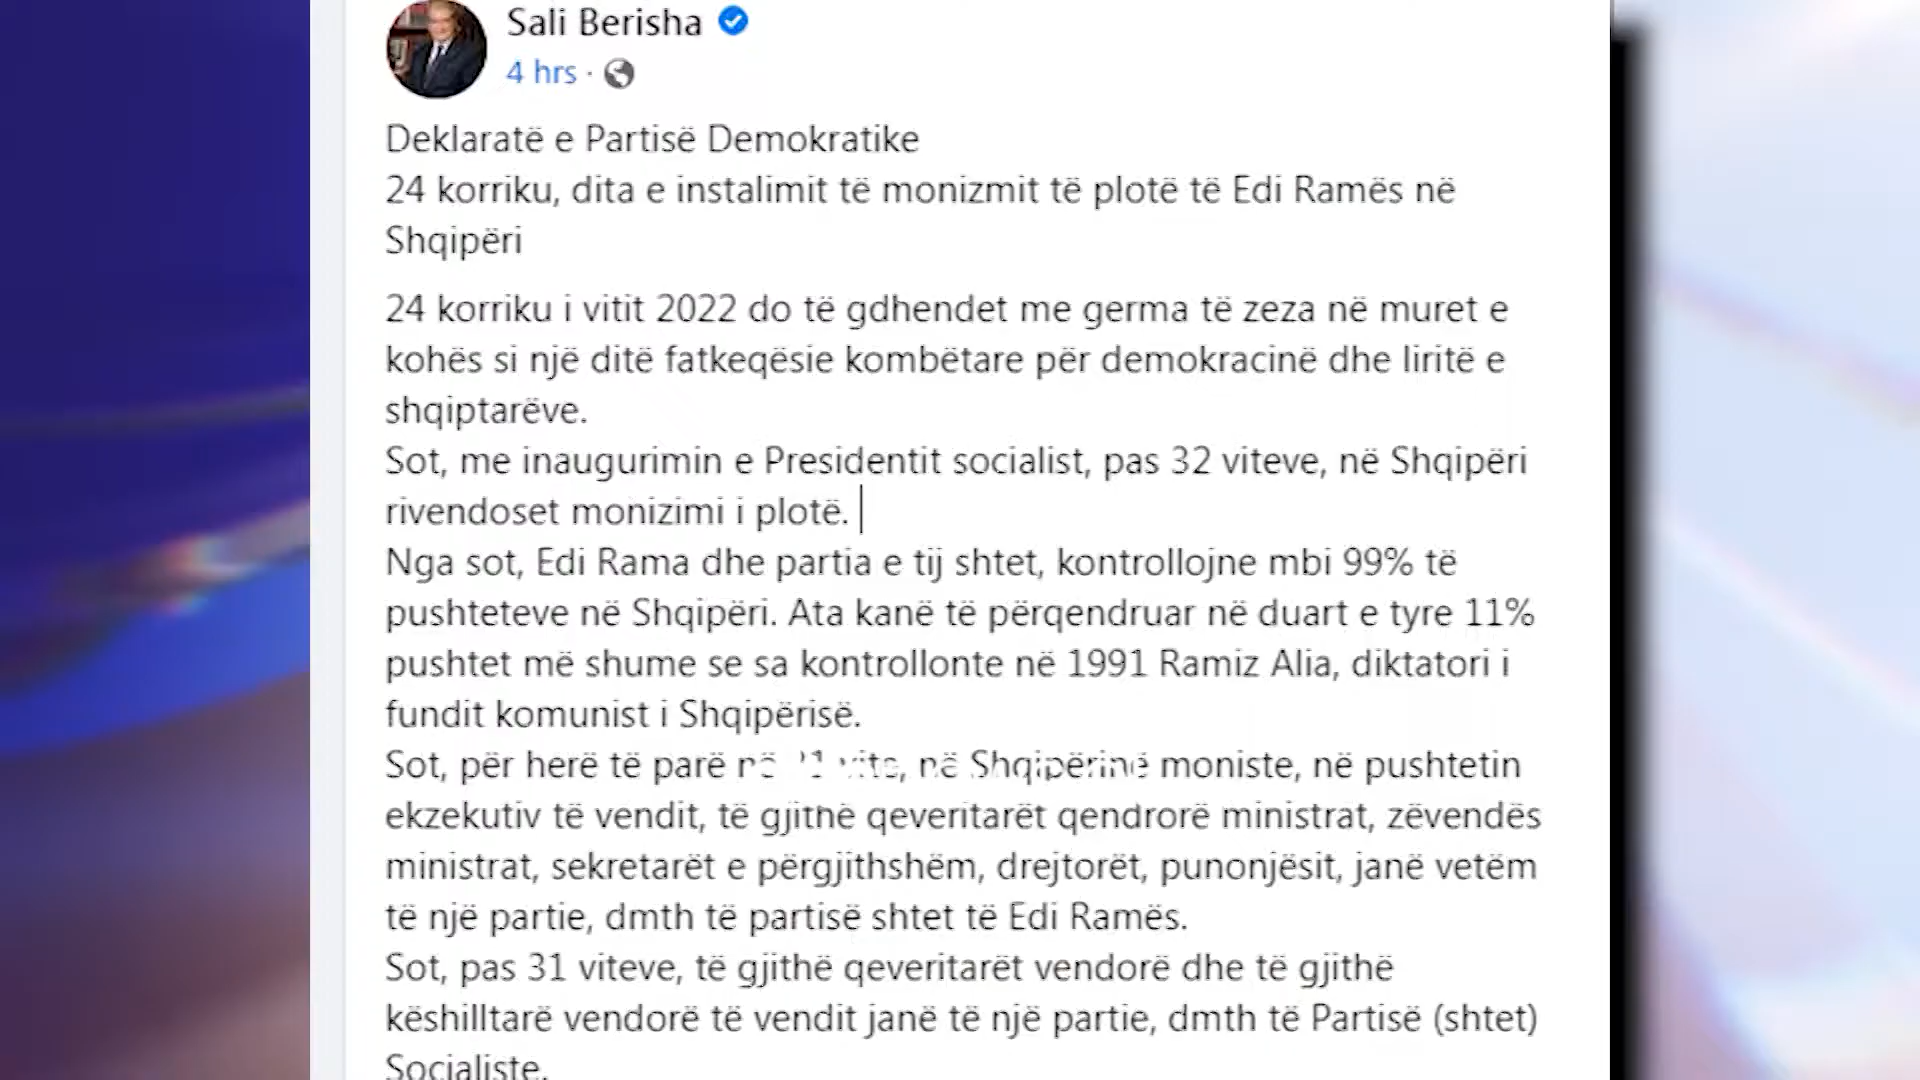 Sali Berisha
4 hrs ·
Deklaratë e Partisë Demokratike
24 korriku, dita e instalimit të monizmit të plotë të Edi Ramës në
Shqipëri
24 korriku i vitit 2022 do të gdhendet me germa të zeza në muret e
kohës si një ditë fatkeqësie kombëtare për demokracinë dhe liritë e
shqiptarëve.
Sot, me inaugurimin e Presidentit socialist, pas 32 viteve, në Shqipëri
rivendoset monizimi i plotë.
Nga sot, Edi Rama dhe partia e tij shtet, kontrollojne mbi 99% të
pushteteve në Shqipëri. Ata kanë të përqendruar në duart e tyre 11%
pushtet më shume se sa kontrollonte në 1991 Ramiz Alia, diktatori i
fundit komunist i Shqipërisë.
Sot, për herë të parë në vite, në Shqipërinë moniste, në pushtetin
ekzekutiv të vendit, të gjithë qeveritarët qendrorë ministrat, zëvendës
ministrat, sekretarët e përgjithshëm, drejtorët, punonjësit, janë vetëm
të një partie, dmth të partisë shtet të Edi Ramës.
Sot, pas 31 viteve, të gjithë qeveritarët vendorë dhe të gjithë
këshilltarë vendorë të vendit janë të një partie, dmth të Partisë (shtet)
Socialiste.